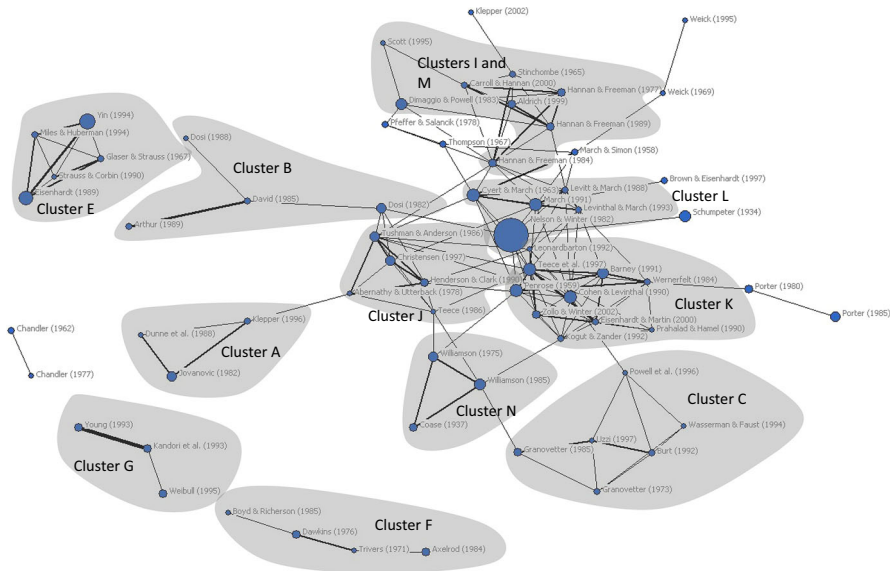 Klepper (2002)
Weick (1995)
Scott (1995)
Clusters I and
M
Stinchombe (1965)
Carroll & Hannan (2000)
Hannan & Freeman (1977)
Weick (1969)
Dimaggio & Powell (1983)
Aldrich (1999)
Yin (1994)
Pfeffer & Salancik (1978)
Hannan & Freeman (1989)
Miles & Huberman (1994)
Dosi (1988)
Thompson (1967)
March & Simon (1958)
Glaser & Strauss (1967)
Hannan & Freeman (1984)
Cluster B
Strauss & Corbin (1990)
Brown & Eisenhardt (1997)
Eisenhardt (1989)
Cluster E
David (1985)
Cyert & March (1963)
Levitt & March (1988)
Cluster L
Dosi (1982)
March (1991)
Levinthal & March (1993)
Schumpeter (1934)
Arthur (1989)
Nelson & Winter (1982)
Tushman & Anderson (1986)
Leonardbarton (1992)
Christensen (1997)
Teece et al. (1997)
Barney (1991)
Henderson & Clark (1990)
Wernerfelt (1984)
Abernathy & Utterback (1978)
Penrose (1959)
Cohen & Levinthal (1990)
Cluster K
Porter (1980)
Teece (1986)
Zollo & Winter (2002)
Cluster J
Klepper (1996)
Eisenhardt & Martin (2000)
Porter (1985)
Chandler (1962)
Dunne et al. (1988)
Prahalad & Hamel (1990)
Kogut & Zander (1992)
Cluster A
Williamson (1975)
Chandler (1977)
Jovanovic (1982)
Powell et al. (1996)
Williamson (1985)
Cluster C
Cluster N
Young (1993)
Coase (1937)
Wasserman & Faust (1994)
Kandori et al. (1993)
Uzzi (1997)
Granovetter (1985)
Burt (1992)
Cluster G
Weibull (1995)
Granovetter (1973)
Boyd & Richerson (1985)
Cluster F
Dawkins (1976)
Trivers (1971)
Axelrod (1984)